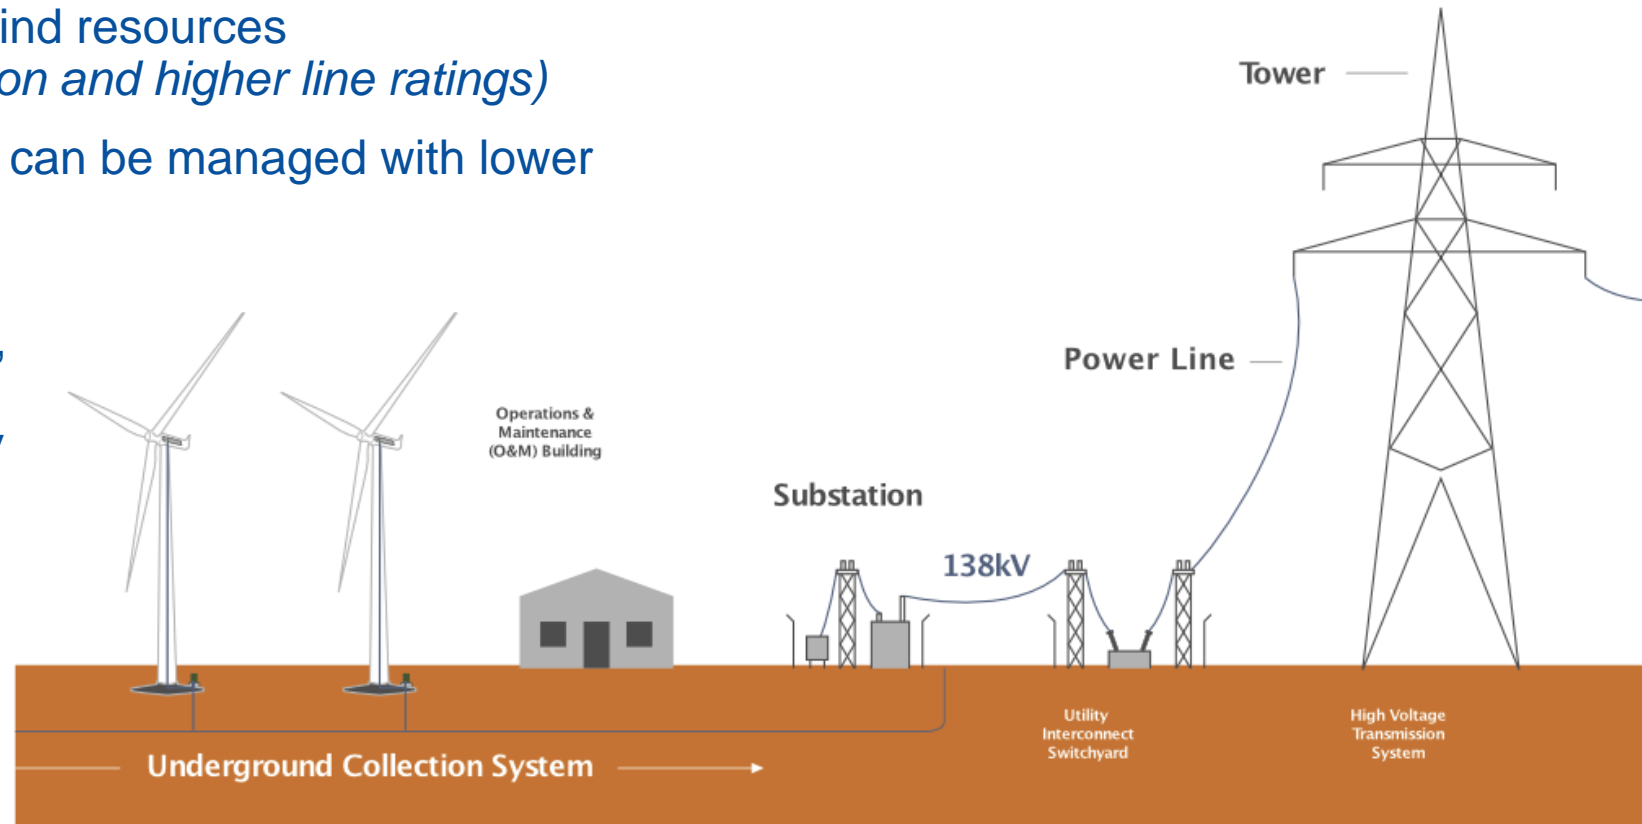 ind resources
on and higher line ratings)
can be managed with lower
,
Tower
Power Line
Operations &
Maintenance
(O&M) Building
Substation
138kV
Utility
Interconnect
Switchyard
High Voltage
Transmission
System
Underground Collection System